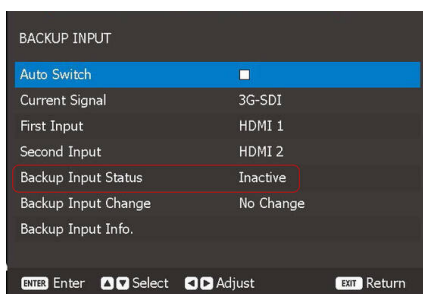 BACKUP INPUT
Auto Switch
Current Signal 3G-SDI
First Input HDMI 1
Second Input HDMI 2
Backup Input Status Inactive
Backup Input Change No Change
Backup Input Info.
ENTER Enter Select Adjust EXIT Return